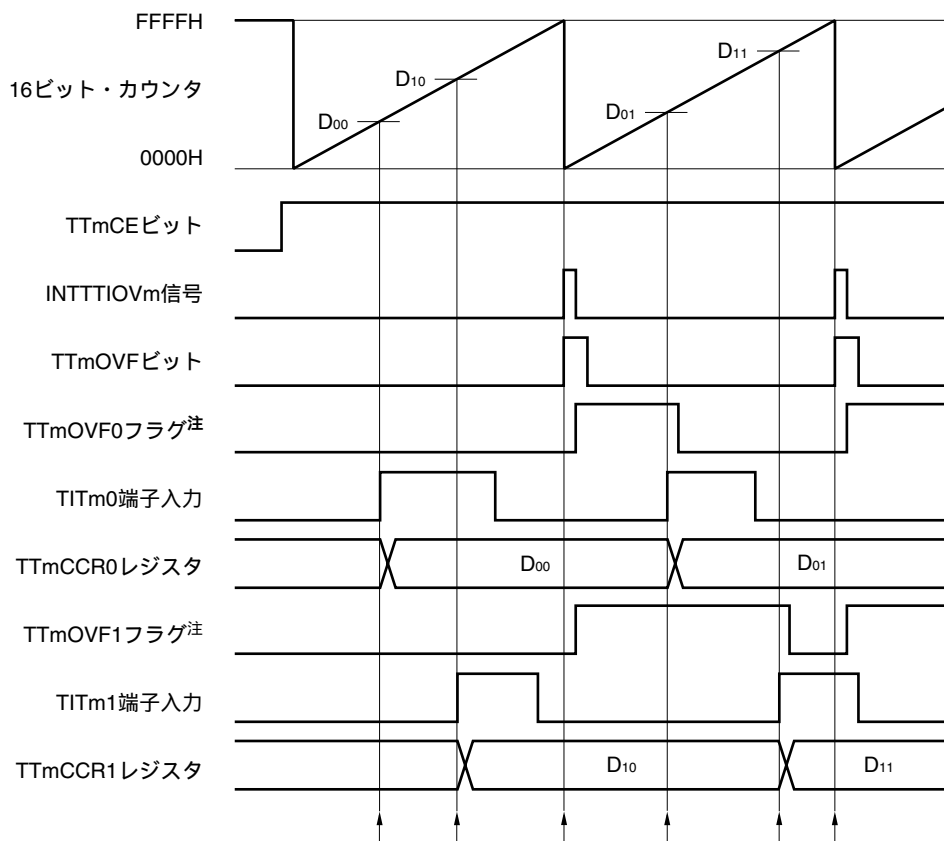 FFFFH
D11
D10
16ビット・カウンタ
D01
D00
0000H
TTmCEビット
INTTTIOVm信号
TTmOVFビット
TTmOVF0フラグ注
TITm0端子入力
TTmCCR0レジスタ D00 D01
TTmOVF1フラグ注
TITm1端子入力
TTmCCR1レジスタ D10 D11